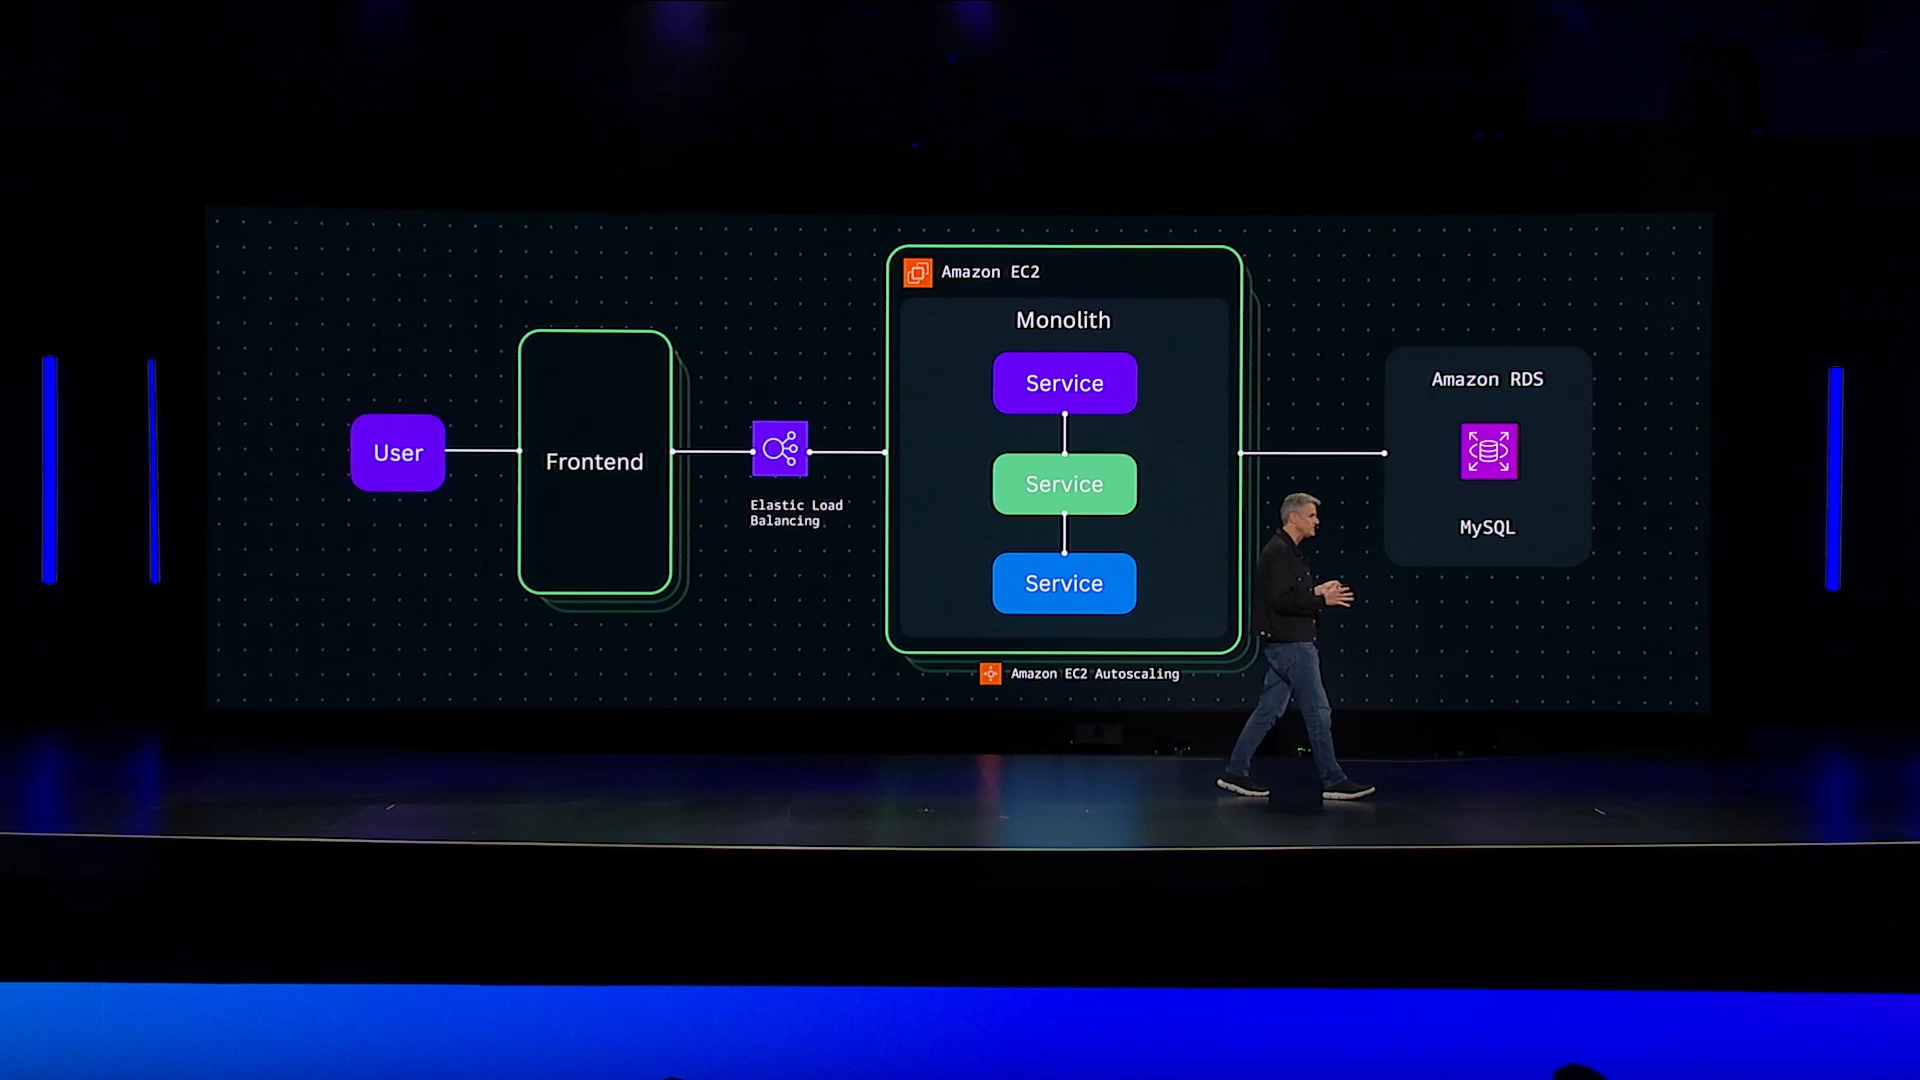 User
Frontend
Elastic Load
Balancing
Amazon EC2
Monolith
Service
Service
Service
Amazon EC2 Autoscaling
Amazon RDS
MySQL